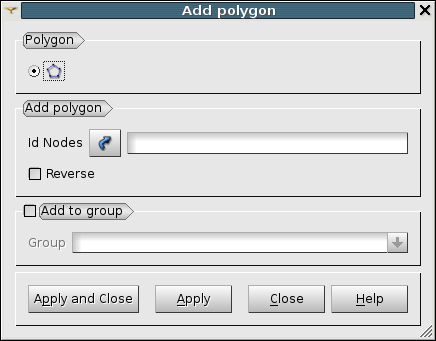 Add polygon
Polygon
Add polygon
Id Nodes
Reverse
Add to group
Group
Apply and Close
Apply
Close
Help